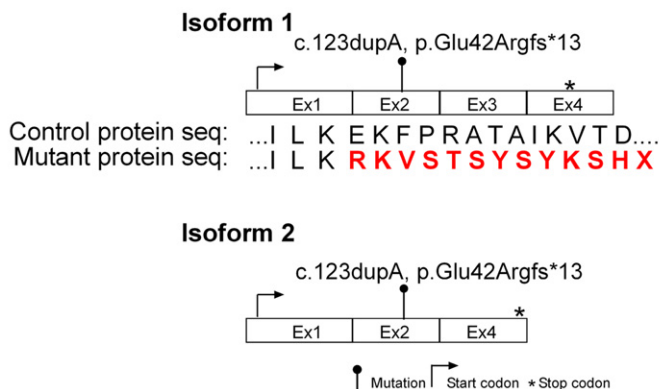 Isoform 1
c.123dupA, p.Glu42Argfs*13
*
Ex1 Ex2 Ex3 Ex4
Control protein seq: ...I L K E K F P R A T A I K V T D....
Mutant protein seq: ...I L K R K V S T S Y S Y K S H X
Isoform 2
c.123dupA, p.Glu42Argfs*13
*
Ex1 Ex2 Ex4
Mutation Start codon * Stop codon